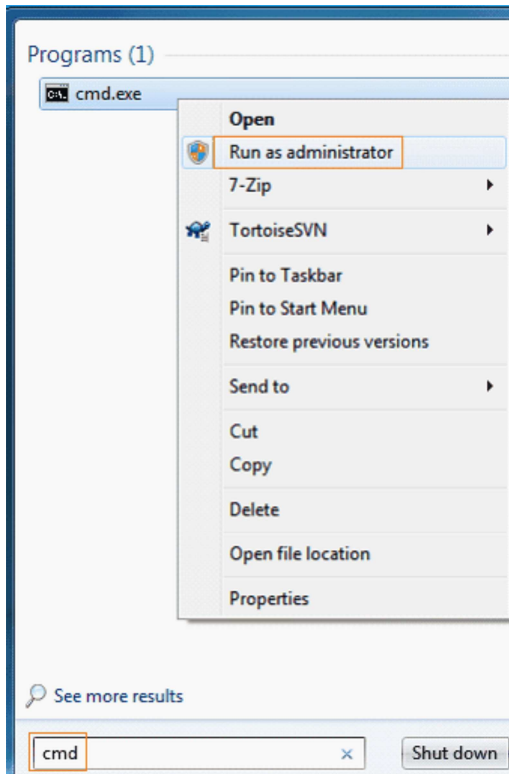 Programs (1)
cmd.exe
Open
Run as administrator
7-Zip
TortoiseSVN
Pin to Taskbar
Pin to Start Menu
Restore previous versions
Send to
Cut
Copy
Delete
Open file location
Properties
See more results
cmd
Shut down